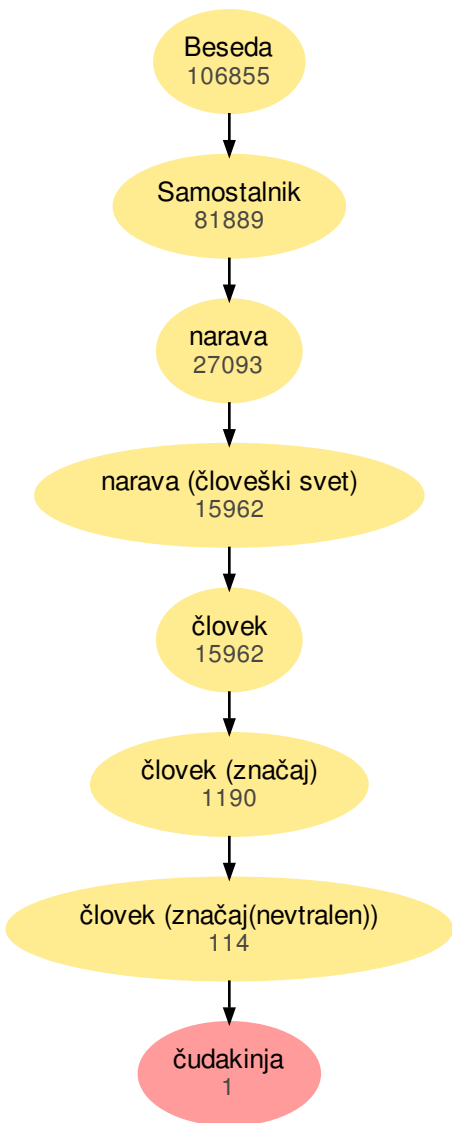 Beseda
106855
Samostalnik
81889
narava
27093
narava (človeški svet)
15962
človek
15962
človek (značaj)
1190
človek (značaj(nevtralen))
114
čudakinja
1